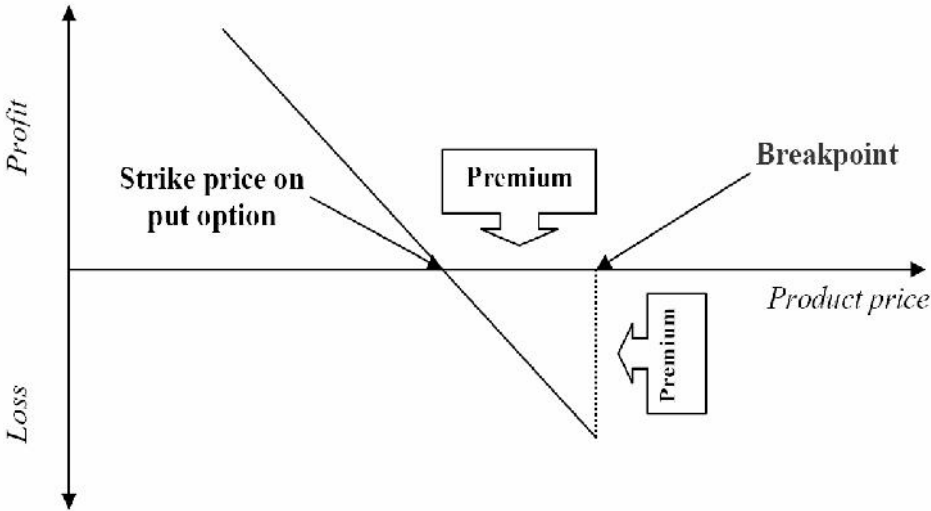 Profit
Strike price on
put option
Premium
Breakpoint
Product price
Premium
Loss